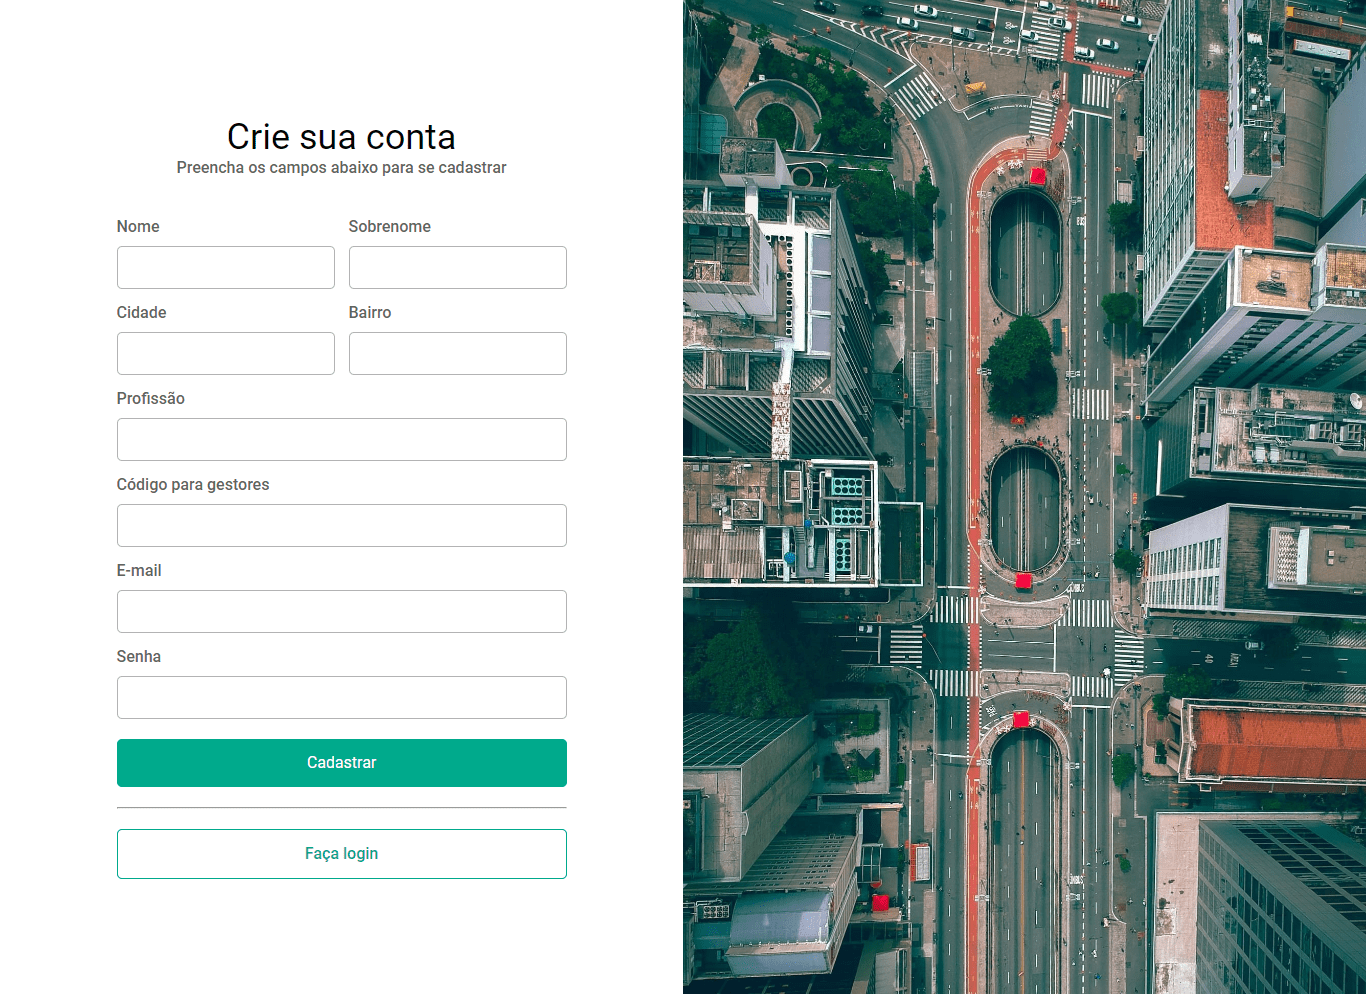 Crie sua conta
Preencha os campos abaixo para se cadastrar
Nome
Sobrenome
Cidade
Bairro
Profissão
Código para gestores
E-mail
Senha
Cadastrar
Faça login